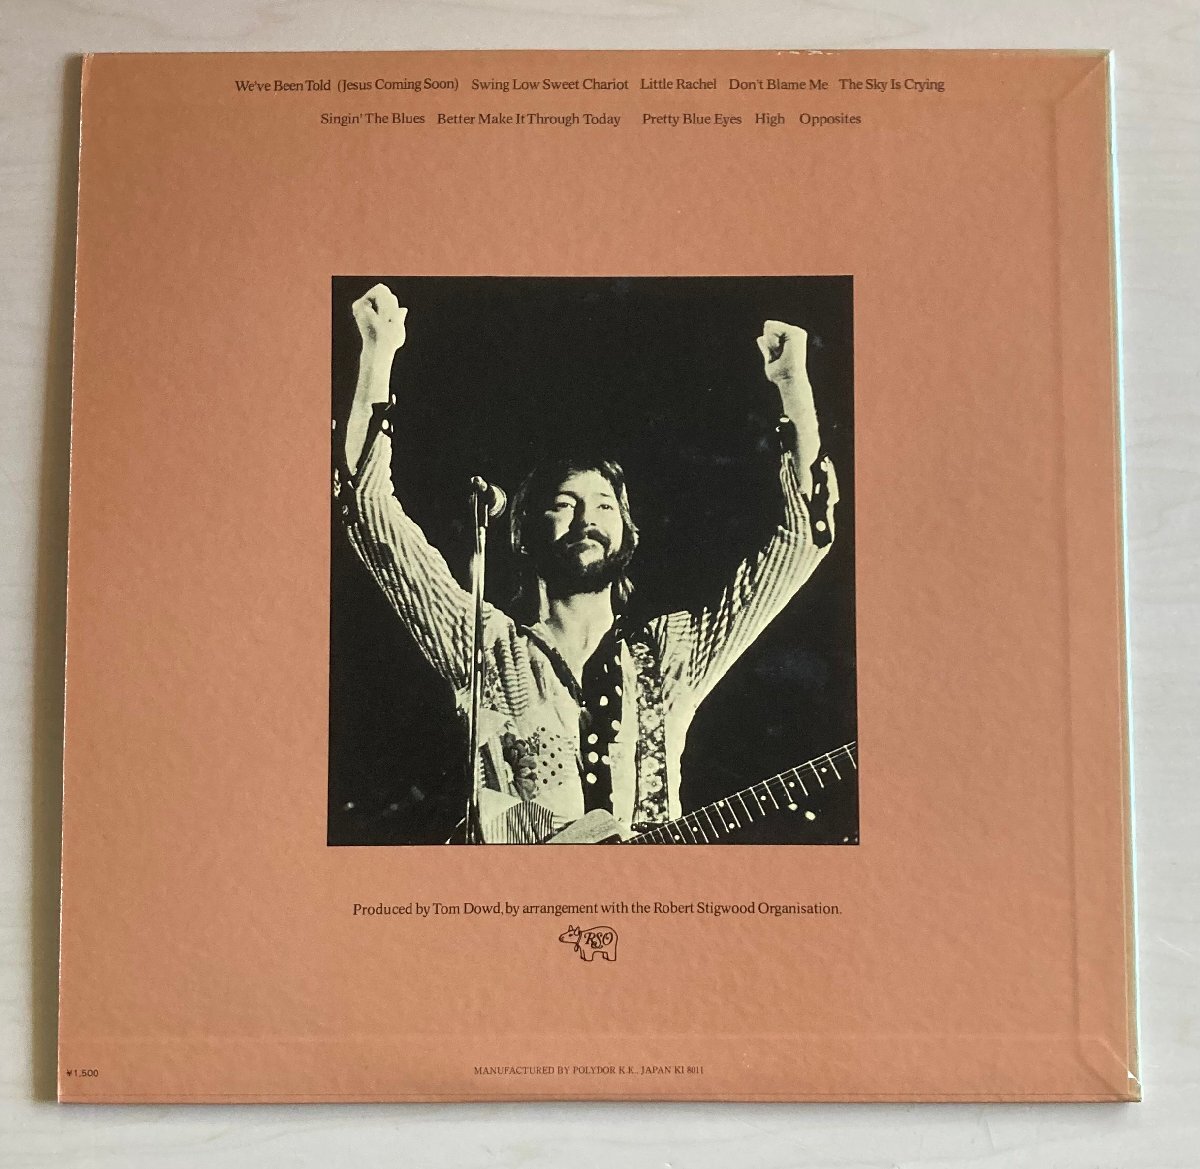 We've Been Told (Jesus Coming Soon) Swing Low Sweet Chariot Little Rachel Don't Blame Me The Sky Is Crying
Singin' The Blues Better Make It Through Today Pretty Blue Eyes High Opposites
Produced by Tom Dowd, by arrangement with the Robert Stigwood Organisation.
RSO
¥1,500
MANUFACTURED BY POLYDOR K.K., JAPAN KI 8011